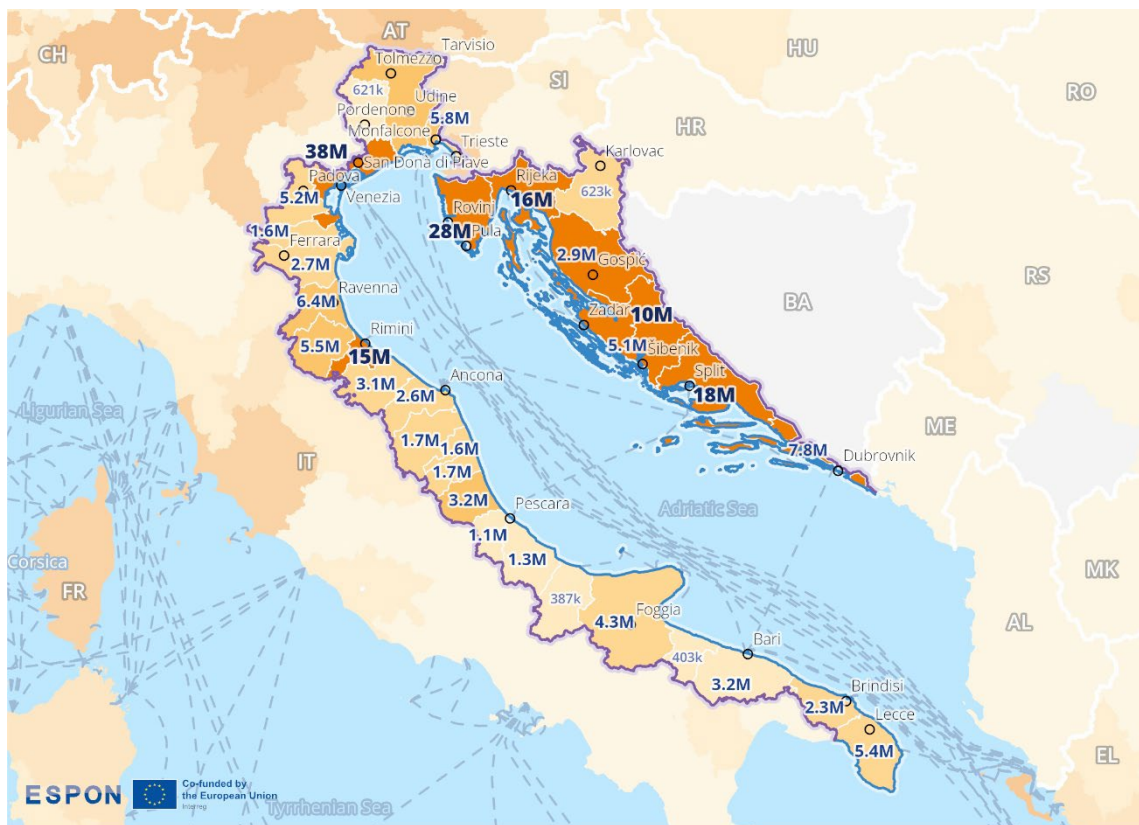 AT
CH
HU
Tarvisio
Tolmezzo
SI
RO
621k
Udine
Pordenone
5.8M
HR
Monfalcone
Trieste
38M
San Donà di Piave
Karlovac
Padova
Rijeka
5.2M
Venezia
623k
16M
Rovinj
1.6M
28M
Pula
Ferrara
2.9M
2.7M
Gospić
RS
Ravenna
BA
6.4M
Zadar
10M
Rimini
5.5M
5.1M
Šibenik
15M
Split
3.1M
Ancona
2.6M
18M
Ligurian Sea
ME
1.7M
1.6M
7.8M
Dubrovnik
IT
1.7M
3.2M
Pescara
Adriatic Sea
1.1M
1.3M
Corsica
MK
FR
387k
Foggia
4.3M
AL
Bari
403k
3.2M
Brindisi
2.3M
Lecce
5.4M
EL
ESPON
Co-funded by
the European Union
Interreg
Tyrrhenian Sea